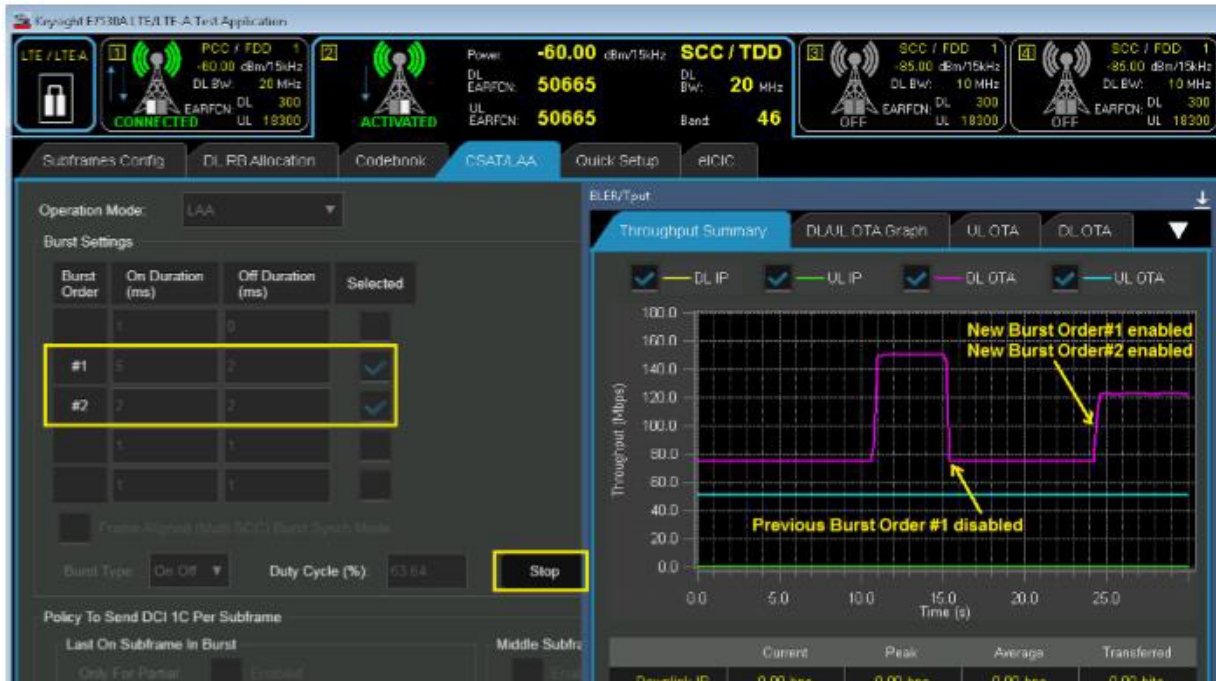 Keysight E7530A LTE/LTE-A Test Application
LTE / LTE-A
1 PCC / FDD 1
-60.00 dBm/15kHz
DL BW: 20 MHz
EARFCN: DL 300
UL 18300
CONNECTED
2 Power: -60.00 dBm/15kHz SCC / TDD
DL EARFCN: 50665 DL BW: 20 MHz
UL EARFCN: 50665 Band: 46
ACTIVATED
3 SCC / FDD 1
-85.00 dBm/15kHz
DL BW: 10 MHz
EARFCN: DL 300
UL 18300
OFF
4 SCC / FDD 1
-85.00 dBm/15kHz
DL BW: 10 MHz
EARFCN: DL 300
UL 18300
OFF
Subframes Config DL RB Allocation Codebook CSAT/LAA Quick Setup eICIC
Operation Mode: LAA
Burst Settings
Burst Order On Duration (ms) Off Duration (ms) Selected
1 0
#1 5 2
#2 2 2
1 1
1 1
Frame Aligned (Multi SCC) Burst Synch Mode
Burst Type: On Off Duty Cycle (%): 63.64 Stop
Policy To Send DCI 1C Per Subframe
Last On Subframe In Burst Middle Subfra
Only For Partial Enabled
BLER/Tput
Throughput Summary DL/UL OTA Graph UL OTA DL OTA
DL IP UL IP DL OTA UL OTA
Throughput (Mbps)
180.0
160.0
140.0
120.0
100.0
80.0
60.0
40.0
20.0
0.0
New Burst Order#1 enabled
New Burst Order#2 enabled
Previous Burst Order #1 disabled
0.0 5.0 10.0 15.0 20.0 25.0
Time (s)
Current Peak Average Transferred
Downlink IP 0.00 bps 0.00 bps 0.00 bps 0.00 bits